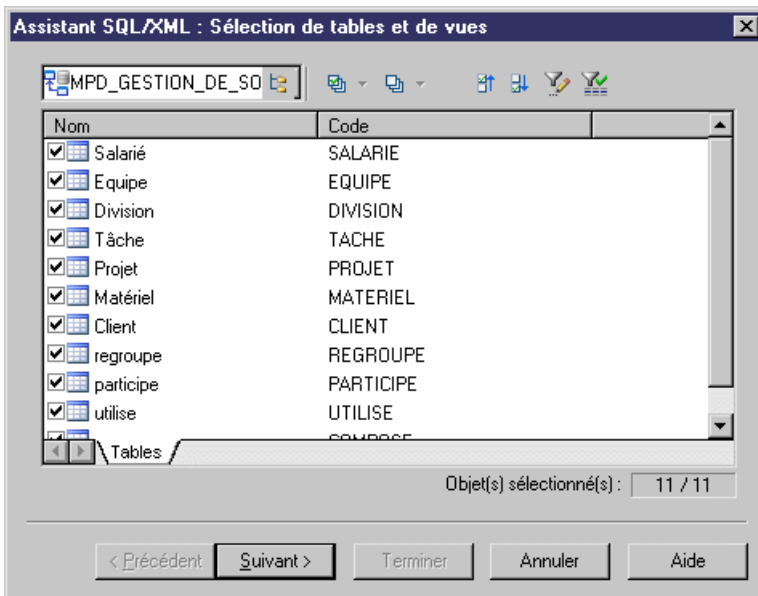 Assistant SQL/XML : Sélection de tables et de vues
MPD_GESTION_DE_SO
Nom Code
Salarié SALARIE
Equipe EQUIPE
Division DIVISION
Tâche TACHE
Projet PROJET
Matériel MATERIEL
Client CLIENT
regroupe REGROUPE
participe PARTICIPE
utilise UTILISE
COMPOSE
Tables
Objet(s) sélectionné(s) : 11 / 11
< Précédent Suivant > Terminer Annuler Aide